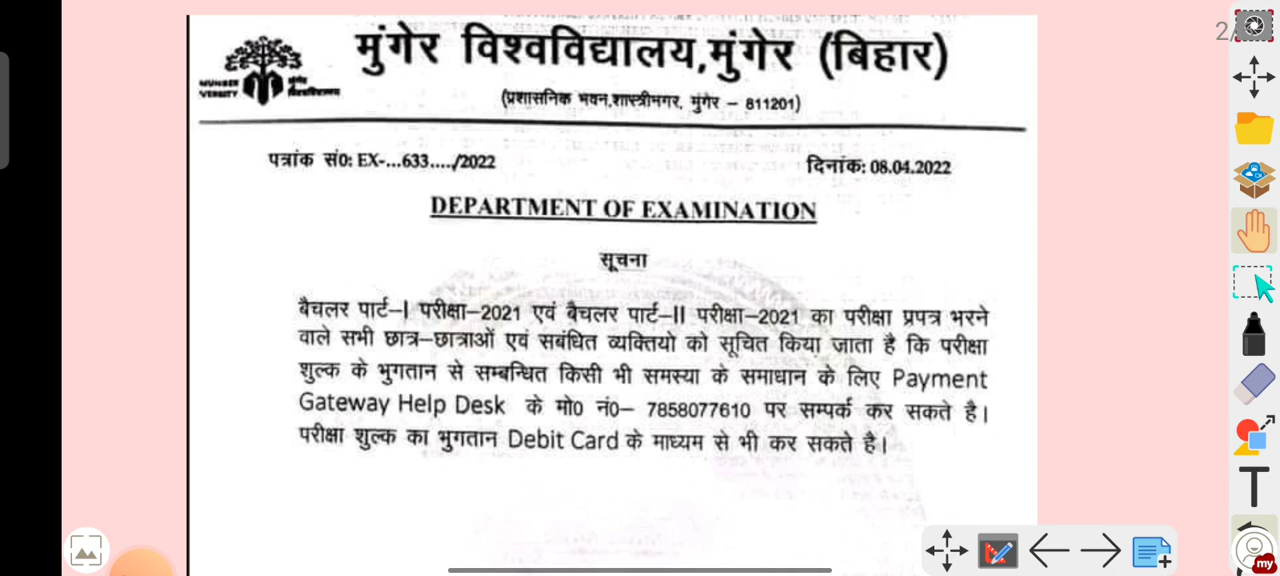 मुंगेर विश्वविद्यालय,मुंगेर (बिहार)
(प्रशासनिक भवन,शास्त्रीनगर, मुंगेर – 811201)
पत्रांक सं0: EX-...633..../2022
दिनांक: 08.04.2022
DEPARTMENT OF EXAMINATION
सूचना
बैचलर पार्ट–I परीक्षा–2021 एवं बैचलर पार्ट–II परीक्षा–2021 का परीक्षा प्रपत्र भरने
वाले सभी छात्र–छात्राओं एवं सबंधित व्यक्तियो को सूचित किया जाता है कि परीक्षा
शुल्क के भुगतान से सम्बन्धित किसी भी समस्या के समाधान के लिए Payment
Gateway Help Desk के मो0 नं0– 7858077610 पर सम्पर्क कर सकते है।
परीक्षा शुल्क का भुगतान Debit Card के माध्यम से भी कर सकते है।
2/
T
my